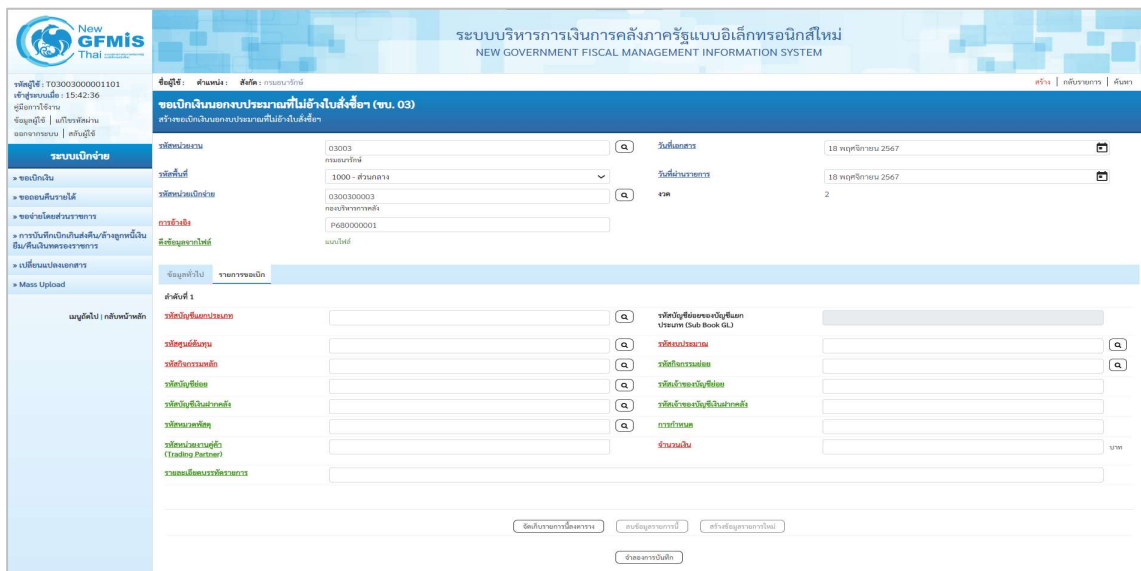 New
GFMiS
Thai
ระบบบริหารการเงินการคลังภาครัฐแบบอิเล็กทรอนิกส์ใหม่
NEW GOVERNMENT FISCAL MANAGEMENT INFORMATION SYSTEM
รหัสผู้ใช้ : T03003000001101
เข้าสู่ระบบเมื่อ : 15:42:36
คู่มือการใช้งาน
ข้อมูลผู้ใช้ | แก้ไขรหัสผ่าน
ออกจากระบบ | สลับผู้ใช้
ระบบเบิกจ่าย
» ขอเบิกเงิน
» ขอถอนคืนรายได้
» ขอจ่ายโดยส่วนราชการ
» การบันทึกเบิกเกินส่งคืน/ล้างลูกหนี้เงิน
ยืม/คืนเงินทดรองราชการ
» เปลี่ยนแปลงเอกสาร
» Mass Upload
เมนูถัดไป | กลับหน้าหลัก
ชื่อผู้ใช้ : ตำแหน่ง : สังกัด : กรมธนารักษ์
สร้าง | กลับรายการ | ค้นหา
ขอเบิกเงินนอกงบประมาณที่ไม่อ้างใบสั่งซื้อฯ (ขบ. 03)
สร้างขอเบิกเงินนอกงบประมาณที่ไม่อ้างใบสั่งซื้อฯ
รหัสหน่วยงาน 03003 วันที่เอกสาร 18 พฤศจิกายน 2567
กรมธนารักษ์
รหัสพื้นที่ 1000 - ส่วนกลาง วันที่ผ่านรายการ 18 พฤศจิกายน 2567
รหัสหน่วยเบิกจ่าย 0300300003 งวด 2
กองบริหารการคลัง
การอ้างอิง P680000001
ดึงข้อมูลจากไฟล์ แนบไฟล์
ข้อมูลทั่วไป รายการขอเบิก
ลำดับที่ 1
รหัสบัญชีแยกประเภท รหัสบัญชีย่อยของบัญชีแยก
ประเภท (Sub Book GL)
รหัสศูนย์ต้นทุน รหัสงบประมาณ
รหัสกิจกรรมหลัก รหัสกิจกรรมย่อย
รหัสบัญชีย่อย รหัสเจ้าของบัญชีย่อย
รหัสบัญชีเงินฝากคลัง รหัสเจ้าของบัญชีเงินฝากคลัง
รหัสหมวดพัสดุ การกำหนด
รหัสหน่วยงานคู่ค้า จำนวนเงิน บาท
(Trading Partner)
รายละเอียดบรรทัดรายการ
จัดเก็บรายการนี้ลงตาราง ลบข้อมูลรายการนี้ สร้างข้อมูลรายการใหม่
จำลองการบันทึก